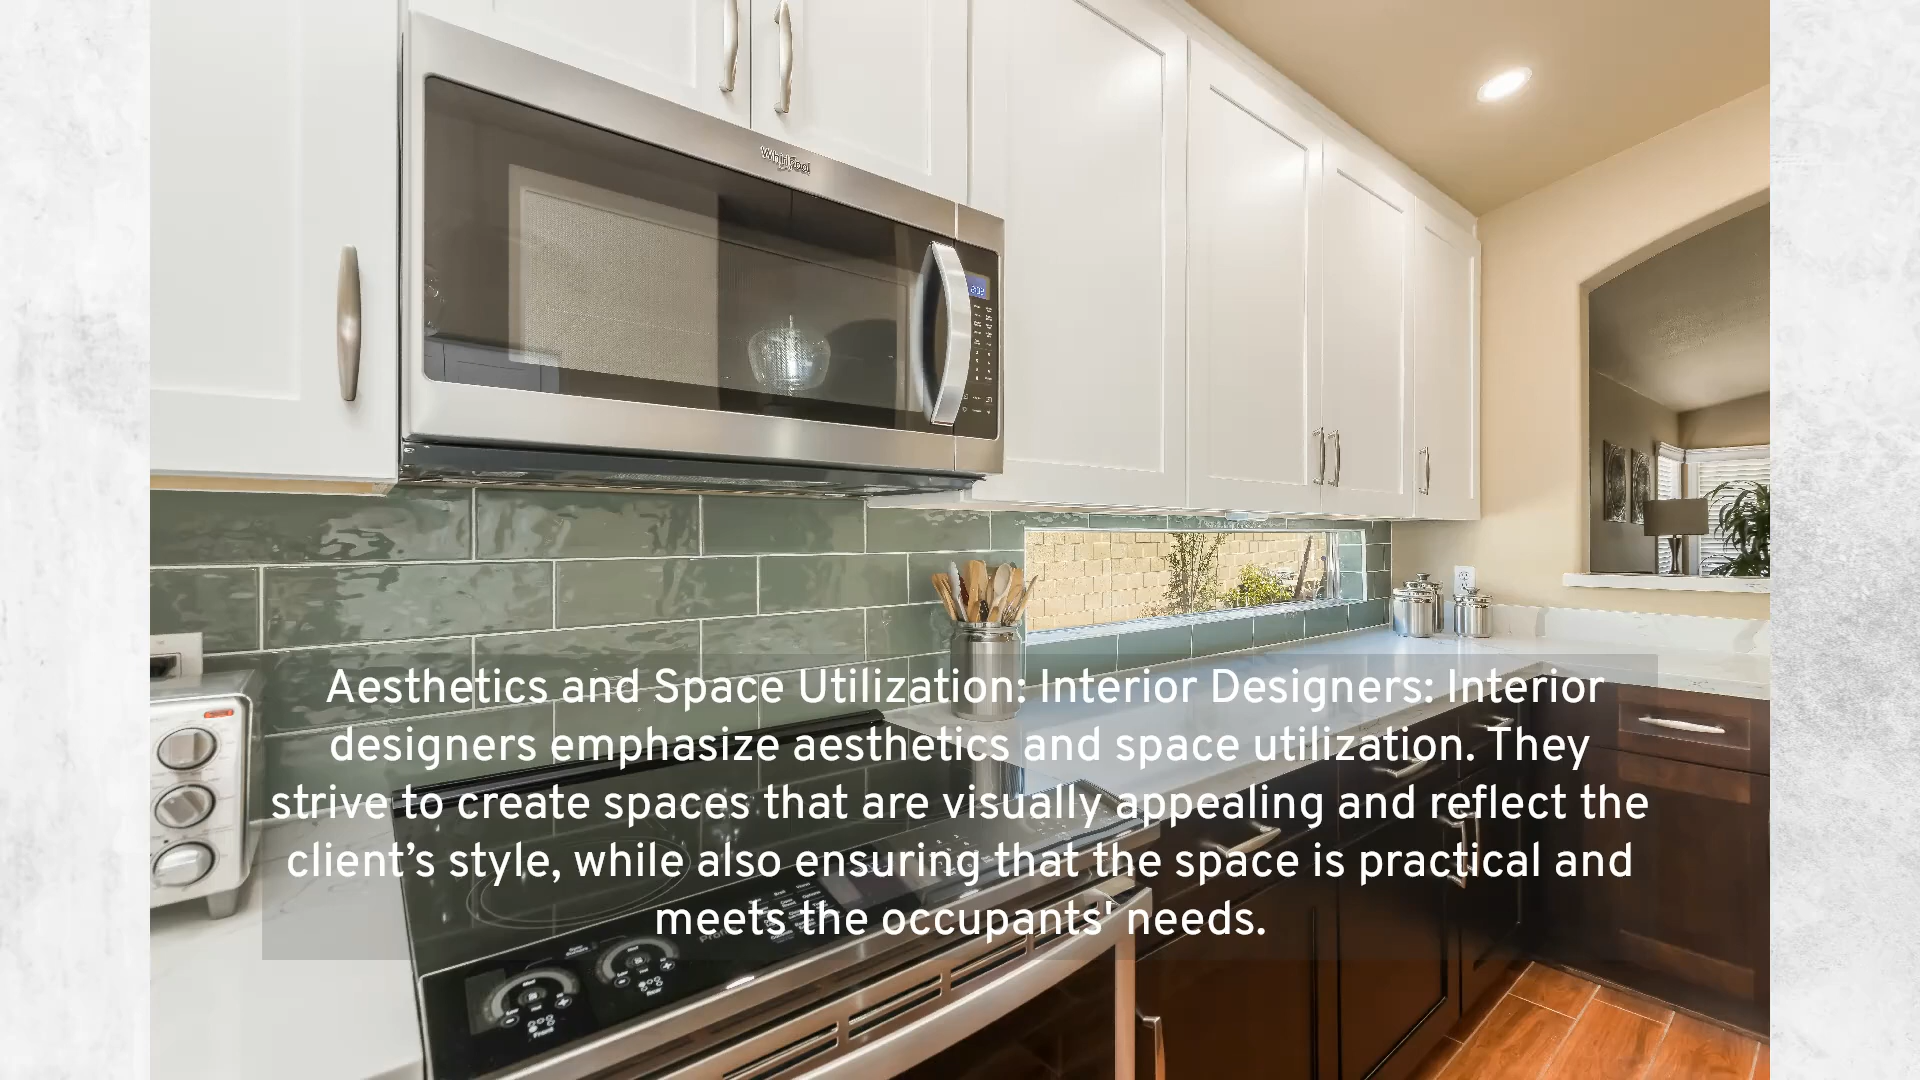 Whirlpool
Aesthetics and Space Utilization: Interior Designers: Interior
designers emphasize aesthetics and space utilization. They
strive to create spaces that are visually appealing and reflect the
client’s style, while also ensuring that the space is practical and
meets the occupants' needs.